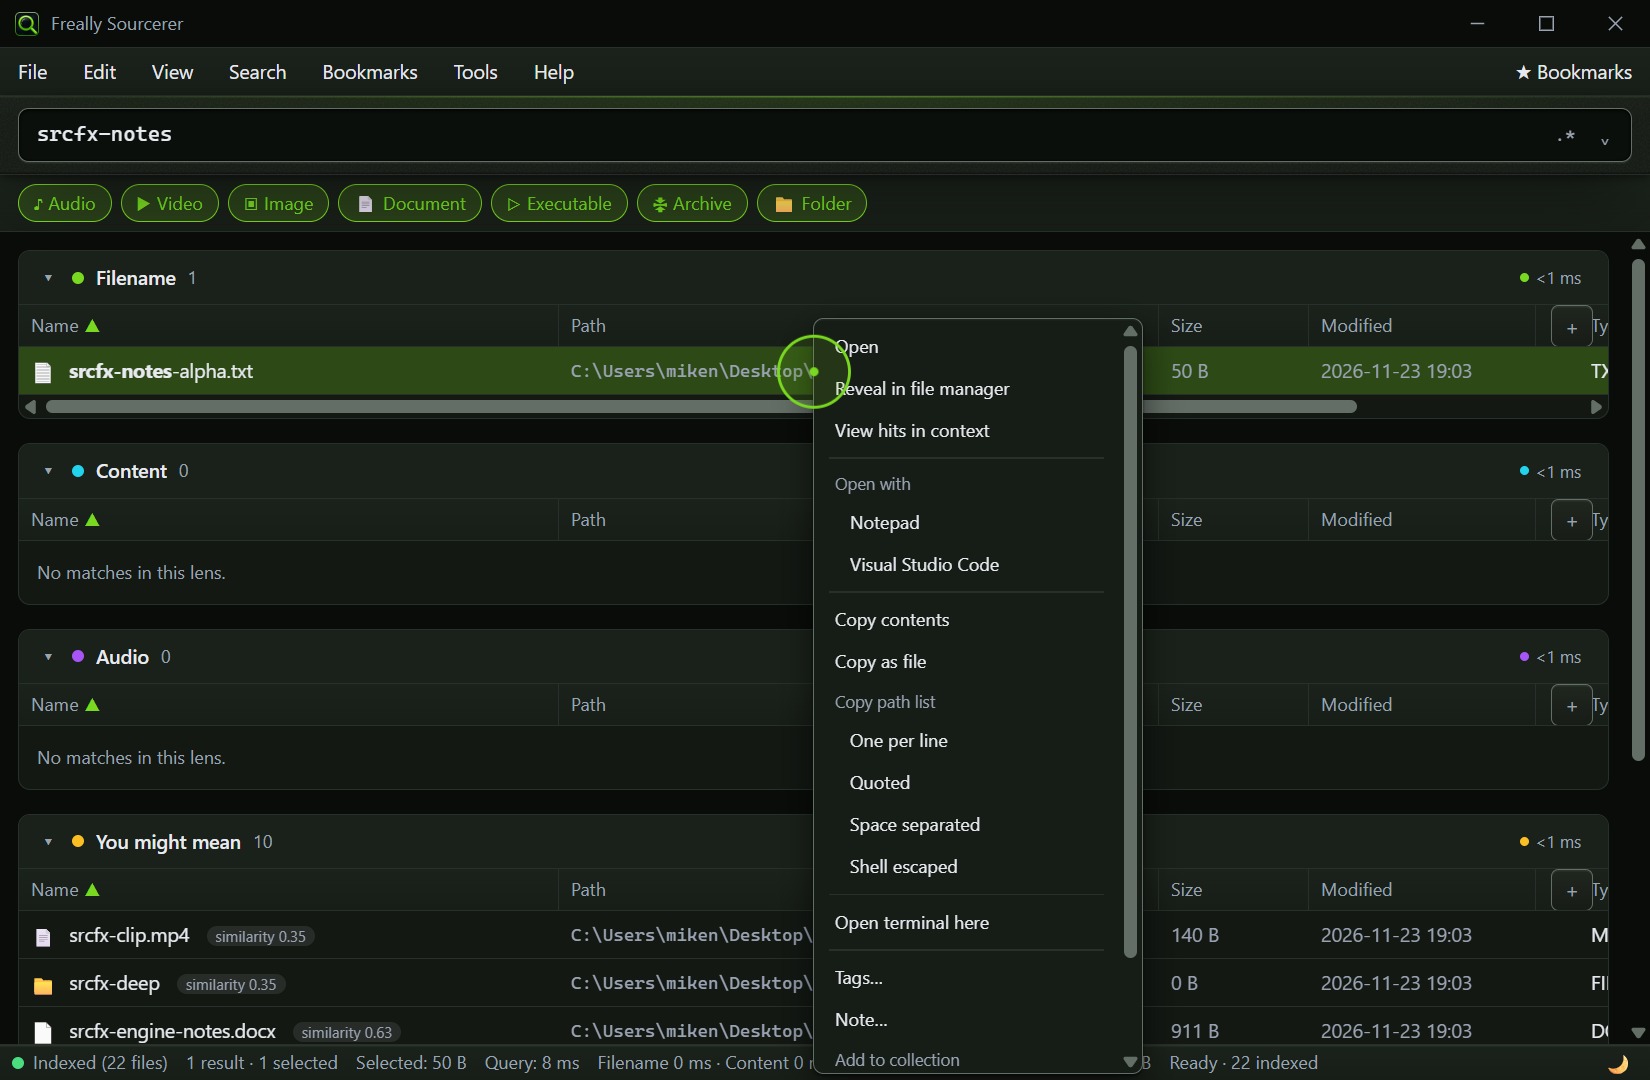 Freally Sourcerer
File Edit View Search Bookmarks Tools Help ★ Bookmarks
srcfx-notes .* ⌄
♪ Audio ▶ Video Image Document ▷ Executable Archive Folder
Filename 1 <1 ms
Name ▲ Path Size Modified + Ty
srcfx-notes-alpha.txt C:\Users\miken\Desktop\ 50 B 2026-11-23 19:03 TX
Open
Reveal in file manager
View hits in context
Open with
Notepad
Visual Studio Code
Copy contents
Copy as file
Copy path list
One per line
Quoted
Space separated
Shell escaped
Open terminal here
Tags...
Note...
Add to collection
Content 0 <1 ms
Name ▲ Path Size Modified + Ty
No matches in this lens.
Audio 0 <1 ms
Name ▲ Path Size Modified + Ty
No matches in this lens.
You might mean 10 <1 ms
Name ▲ Path Size Modified + Ty
srcfx-clip.mp4 similarity 0.35 C:\Users\miken\Desktop\ 140 B 2026-11-23 19:03 M
srcfx-deep similarity 0.35 C:\Users\miken\Desktop\ 0 B 2026-11-23 19:03 FI
srcfx-engine-notes.docx similarity 0.63 C:\Users\miken\Desktop\ 911 B 2026-11-23 19:03 DO
Indexed (22 files) 1 result · 1 selected Selected: 50 B Query: 8 ms Filename 0 ms · Content 0 B Ready · 22 indexed